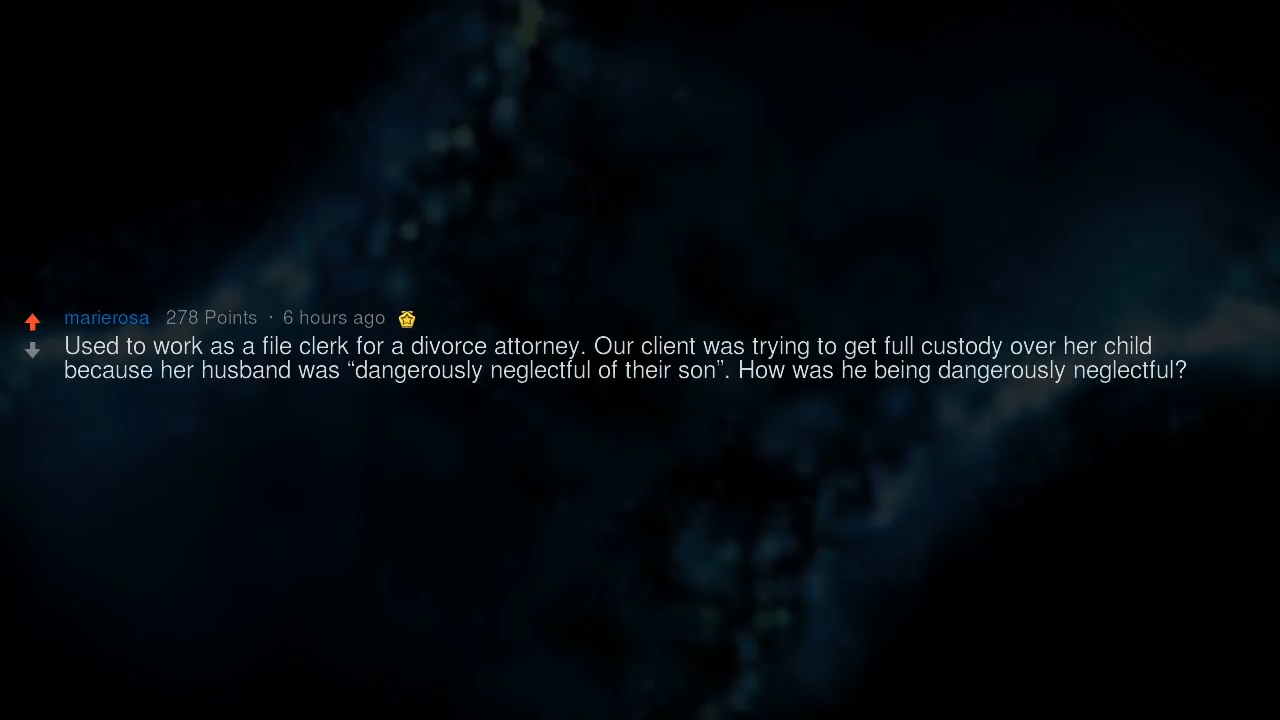 marierosa 278 Points · 6 hours ago
Used to work as a file clerk for a divorce attorney. Our client was trying to get full custody over her child
because her husband was “dangerously neglectful of their son”. How was he being dangerously neglectful?